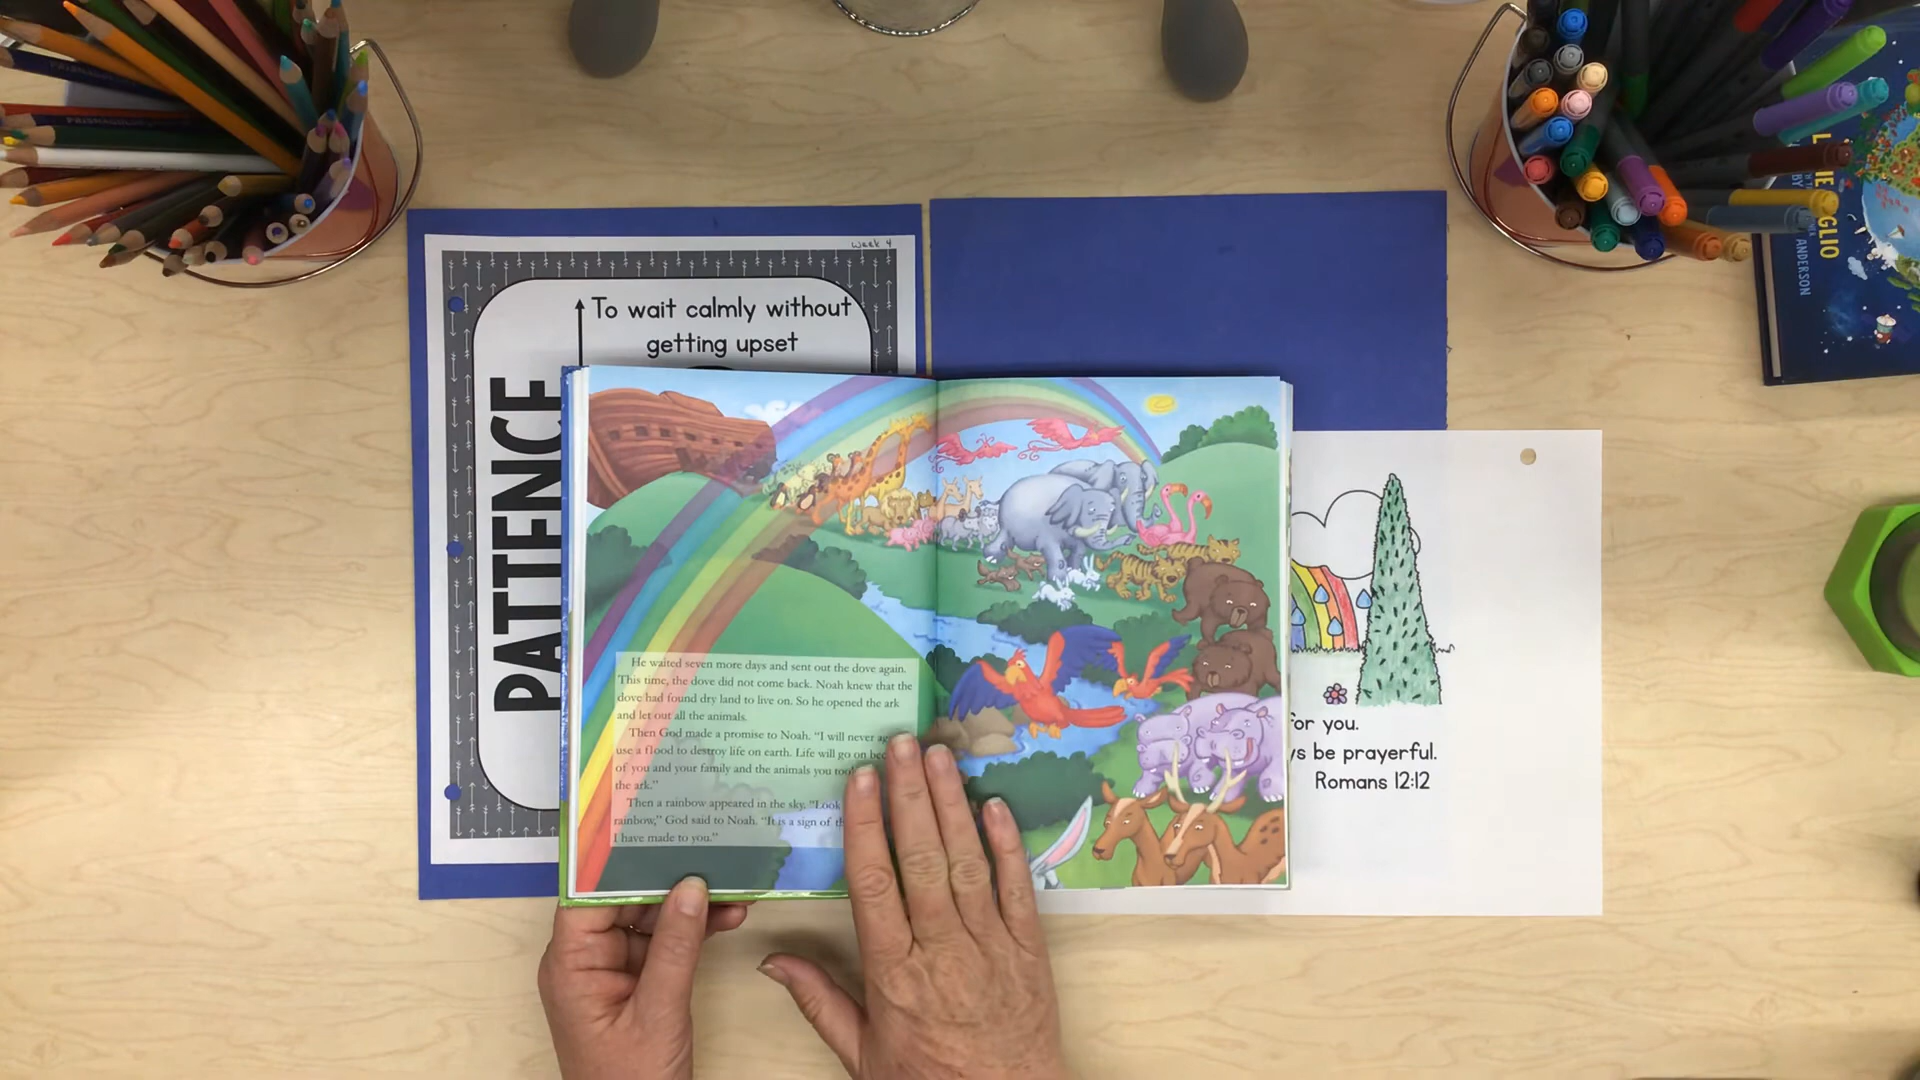 Week 4
To wait calmly without
getting upset
PATIENCE
He waited seven more days and sent out the dove again.
This time, the dove did not come back. Noah knew that the
dove had found dry land to live on. So he opened the ark
and let out all the animals.
Then God made a promise to Noah. "I will never
use a flood to destroy life on earth. Life will go on
of you and your family and the animals you
the ark."
Then a rainbow appeared in the sky. "Look
rainbow," God said to Noah. "It is a sign of
I have made to you."
for you.
be prayerful.
Romans 12:12
GLIO
ANDERSON
BY
PRISMACOLOR